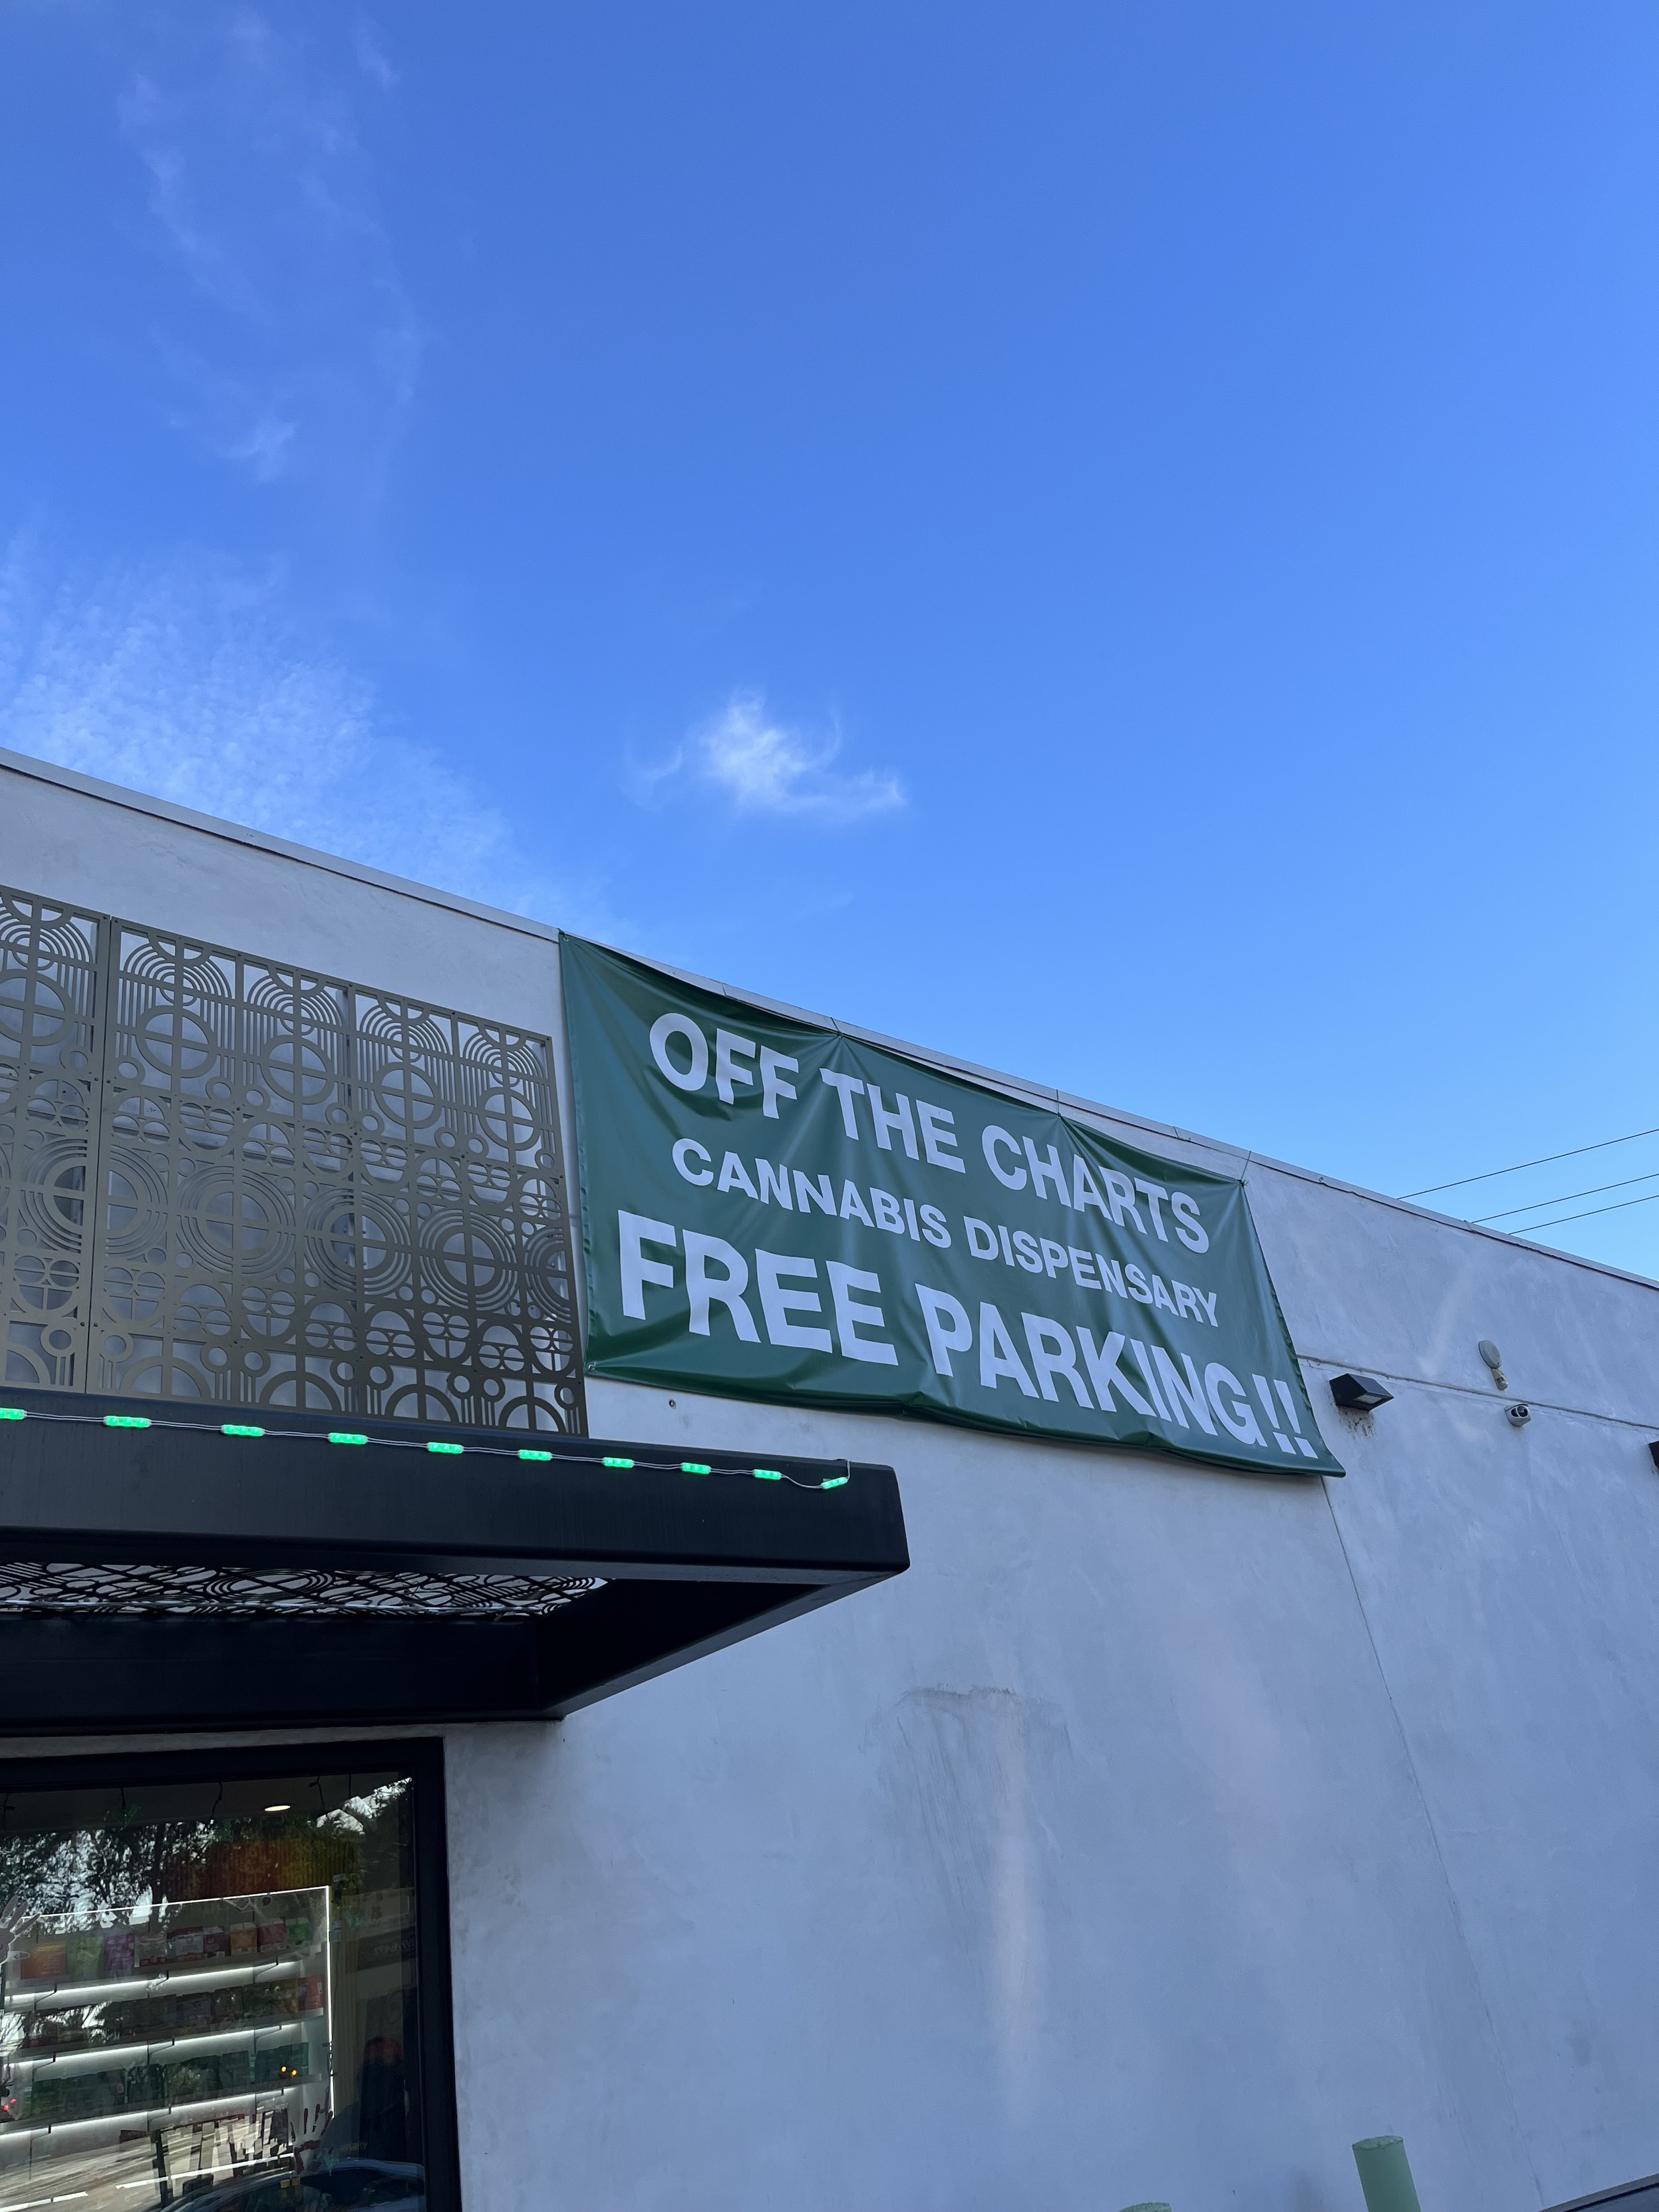 OFF THE CHARTS
CANNABIS DISPENSARY
FREE PARKING!!